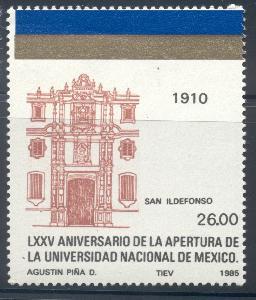 1910
SAN ILDEFONSO
26.00
LXXV ANIVERSARIO DE LA APERTURA DE
LA UNIVERSIDAD NACIONAL DE MEXICO.
AGUSTIN PIÑA D. TIEV 1985